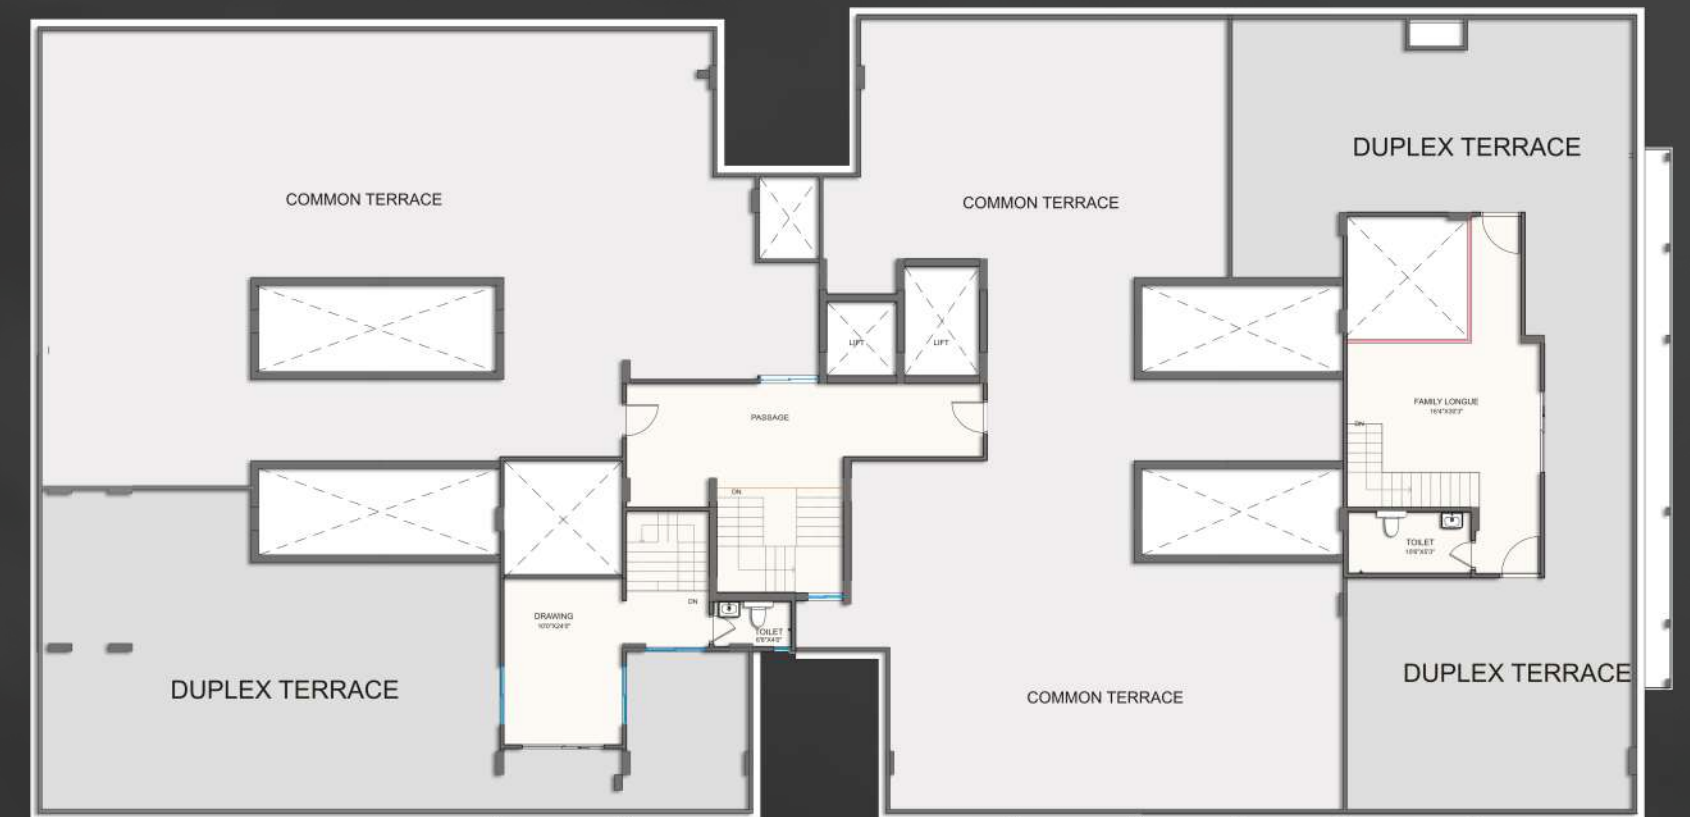 DUPLEX TERRACE
COMMON TERRACE
COMMON TERRACE
LIFT
LIFT
PASSAGE
FAMILY LONGUE
DN
DN
TOILET
DN
DRAWING
TOILET
DUPLEX TERRACE
DUPLEX TERRACE
COMMON TERRACE